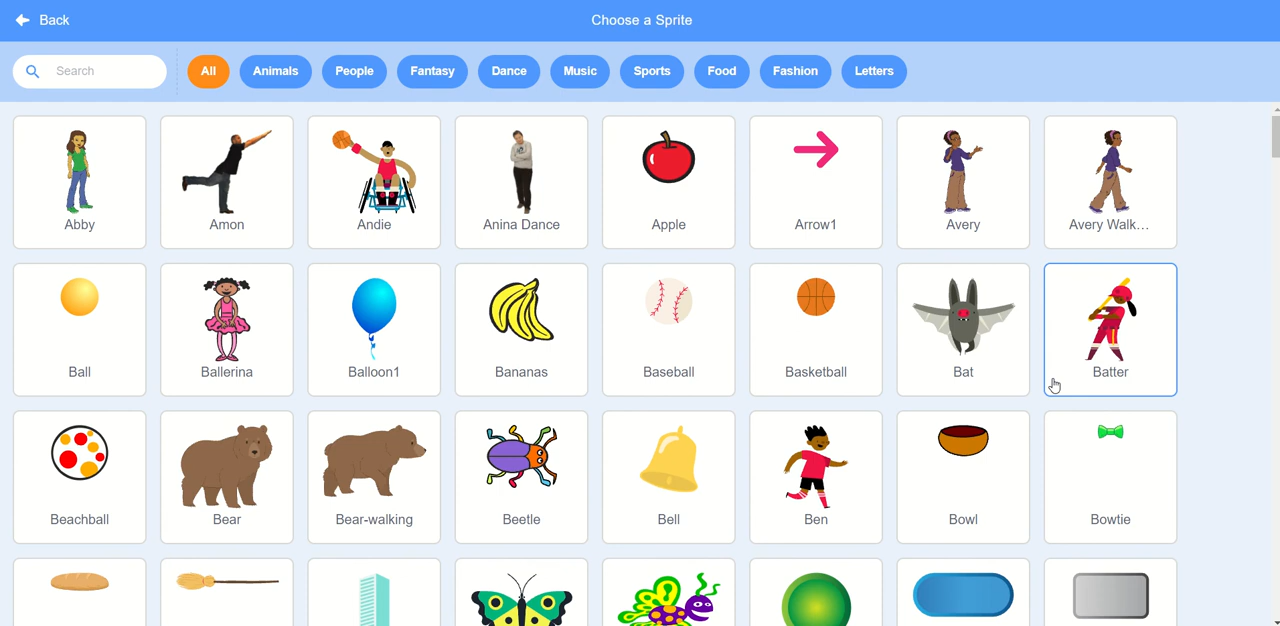 Back
Choose a Sprite
Search
All
Animals
People
Fantasy
Dance
Music
Sports
Food
Fashion
Letters
Abby
Amon
Andie
Anina Dance
Apple
Arrow1
Avery
Avery Walk...
Ball
Ballerina
Balloon1
Bananas
Baseball
Basketball
Bat
Batter
Beachball
Bear
Bear-walking
Beetle
Bell
Ben
Bowl
Bowtie